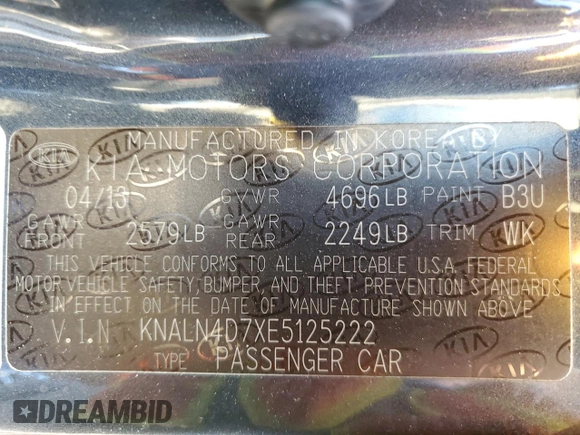 MANUFACTURED IN KOREA BY
KIA KIA MOTORS CORPORATION
04/13 GVWR 4696LB PAINT B3U
GAWR FRONT 2579LB GAWR REAR 2249LB TRIM WK
THIS VEHICLE CONFORMS TO ALL APPLICABLE U.S.A. FEDERAL
MOTOR VEHICLE SAFETY, BUMPER, AND THEFT PREVENTION STANDARDS
IN EFFECT ON THE DATE OF MANUFACTURE SHOWN ABOVE
V.I.N KNALN4D7XE5125222
TYPE PASSENGER CAR
DREAMBID